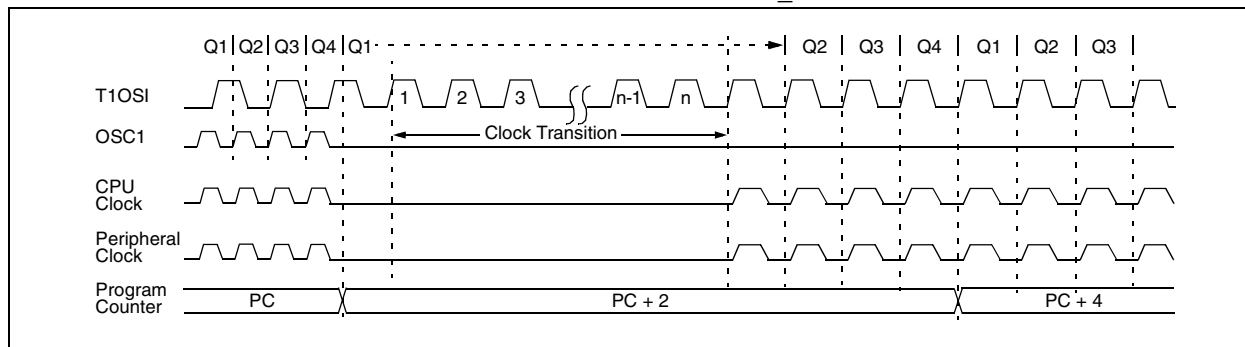 Q1 Q2 Q3 Q4 Q1 Q2 Q3 Q4 Q1 Q2 Q3
T1OSI
1 2 3 n-1 n
OSC1
Clock Transition
CPU
Clock
Peripheral
Clock
Program
Counter
PC PC + 2 PC + 4